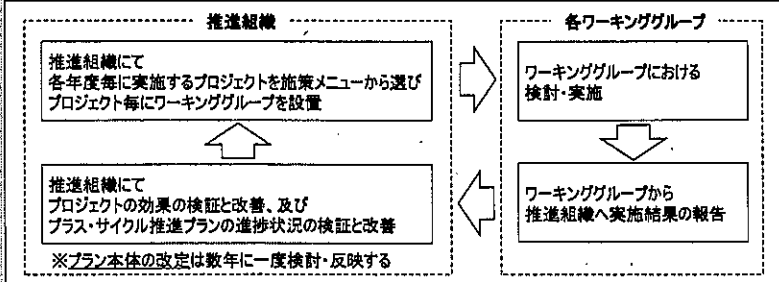 推進組織
推進組織にて
各年度毎に実施するプロジェクトを施策メニューから選び
プロジェクト毎にワーキンググループを設置
推進組織にて
プロジェクトの効果の検証と改善、及び
プラス・サイクル推進プランの進捗状況の検証と改善
※プラン本体の改定は数年に一度検討・反映する
各ワーキンググループ
ワーキンググループにおける
検討・実施
ワーキンググループから
推進組織へ実施結果の報告